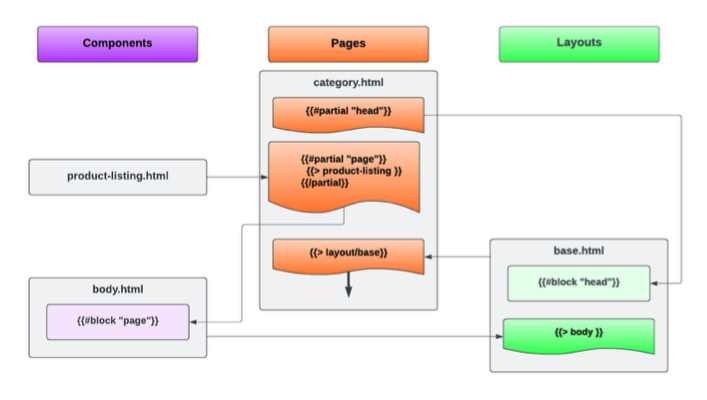 Components
Pages
Layouts
category.html
{{#partial "head"}}
{{#partial "page"}}
{{> product-listing }}
{{/partial}}
product-listing.html
{{> layout/base}}
base.html
{{#block "head"}}
{{> body }}
body.html
{{#block "page"}}